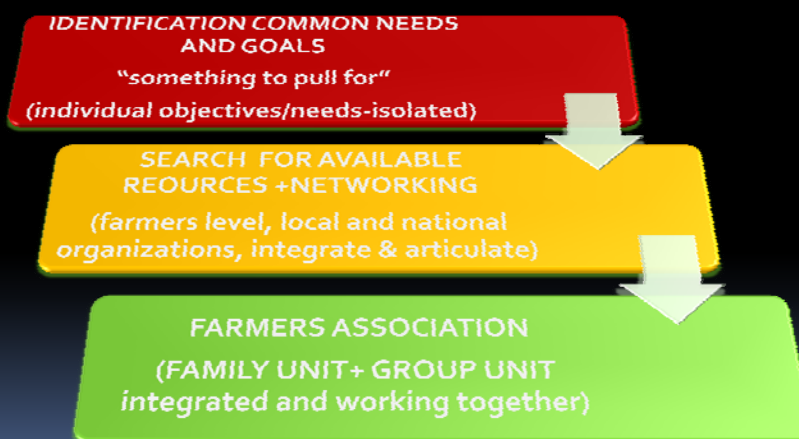 IDENTIFICATION COMMON NEEDS
AND GOALS
“something to pull for”
(individual objectives/needs-isolated)
SEARCH FOR AVAILABLE
REOURCES +NETWORKING
(farmers level, local and national
organizations, integrate & articulate)
FARMERS ASSOCIATION
(FAMILY UNIT+ GROUP UNIT
integrated and working together)